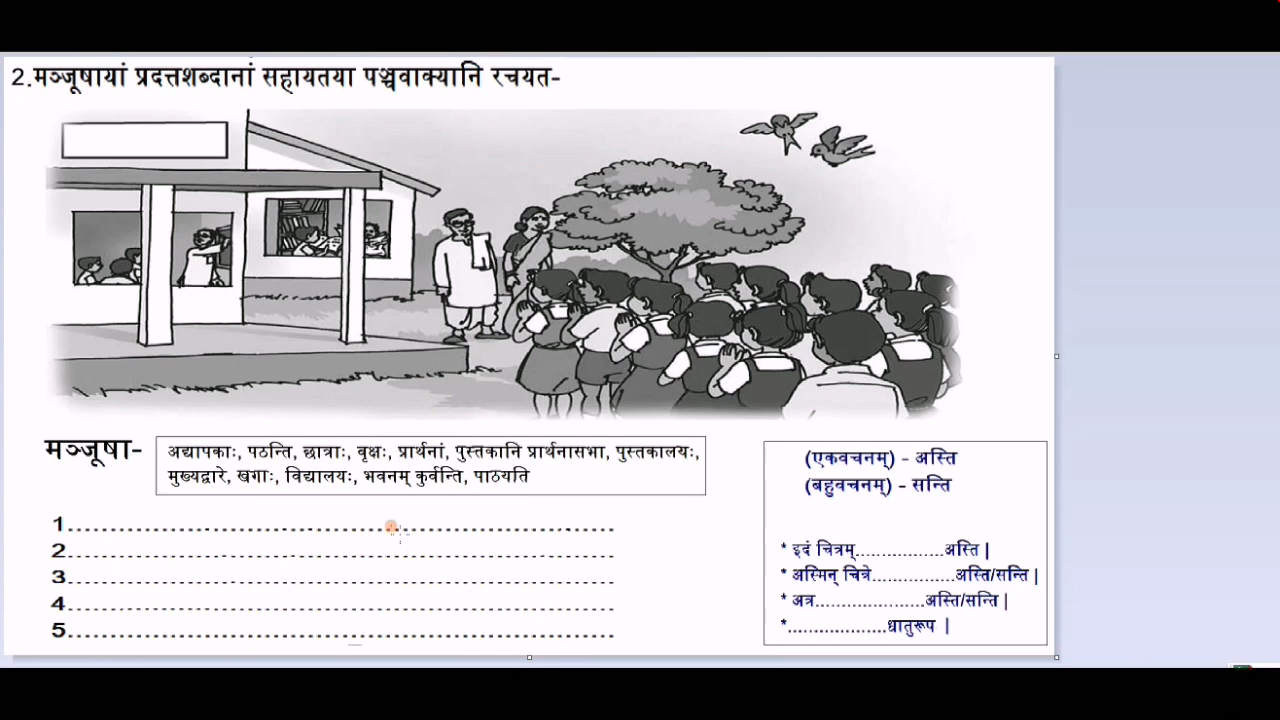 2.मञ्जूषायां प्रदत्तशब्दानां सहायतया पञ्चवाक्यानि रचयत-
मञ्जूषा-
अद्यापकाः, पठन्ति, छात्राः, वृक्षः, प्रार्थनां, पुस्तकानि प्रार्थनासभा, पुस्तकालयः,
मुख्यद्वारे, खगाः, विद्यालयः, भवनम् कुर्वन्ति, पाठयति
1..........................................................
2..........................................................
3..........................................................
4..........................................................
5..........................................................
(एकवचनम्) - अस्ति
(बहुवचनम्) - सन्ति
* इदं चित्रम्.................अस्ति |
* अस्मिन् चित्रे................अस्ति/सन्ति |
* अत्र......................अस्ति/सन्ति |
*....................धातुरूप |